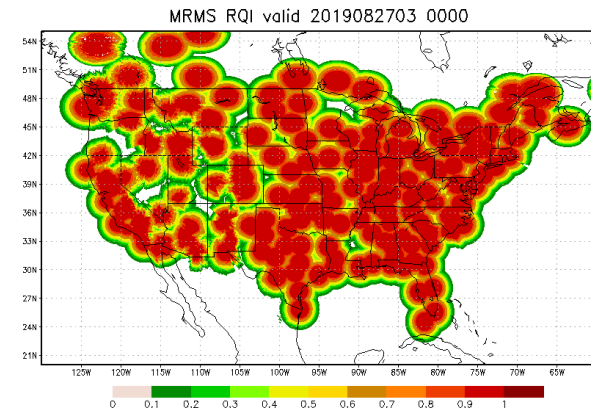 MRMS RQI valid 2019082703 0000
54N
51N
48N
45N
42N
39N
36N
33N
30N
27N
24N
21N
125W 120W 115W 110W 105W 100W 95W 90W 85W 80W 75W 70W 65W
0 0.1 0.2 0.3 0.4 0.5 0.6 0.7 0.8 0.9 1